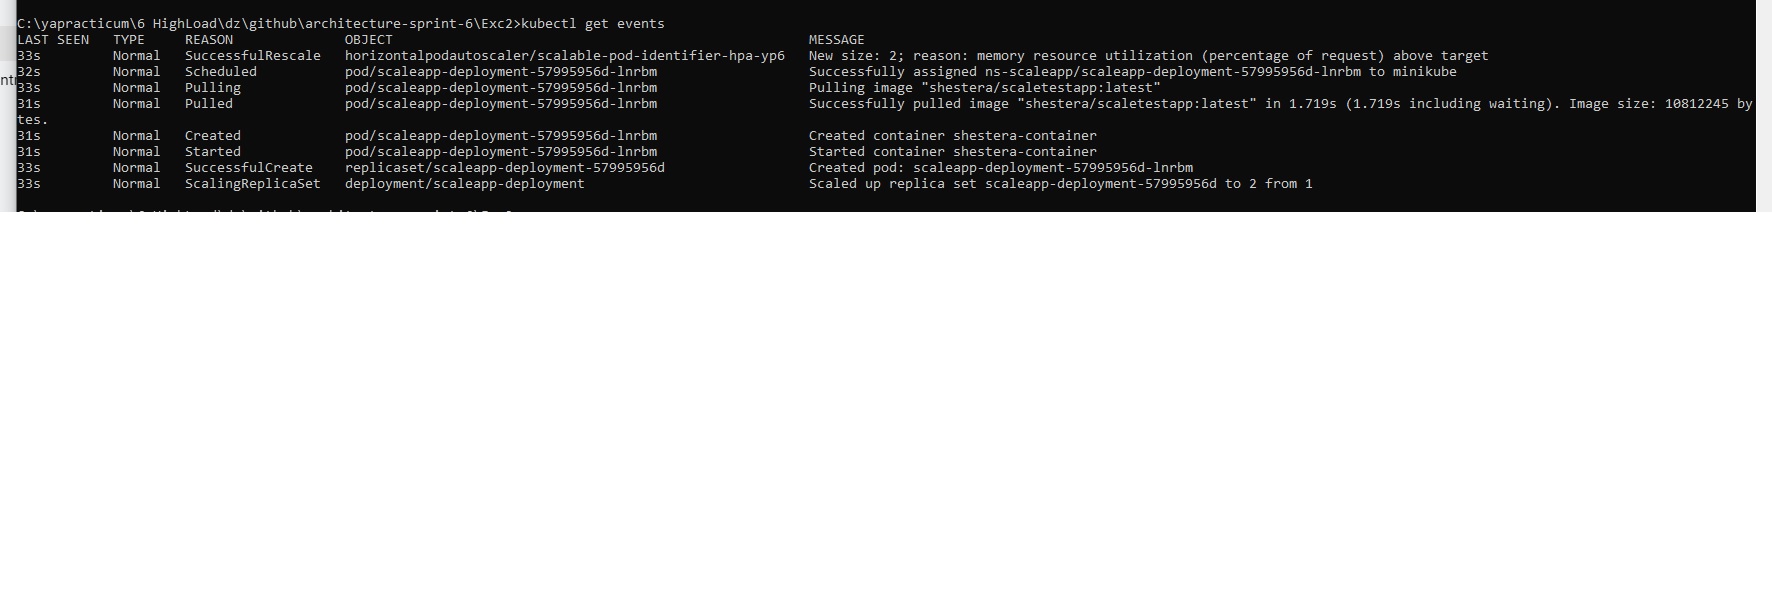 C:\yapracticum\6 HighLoad\dz\github\architecture-sprint-6\Exc2>kubectl get events
LAST SEEN   TYPE     REASON              OBJECT                                                    MESSAGE
33s         Normal   SuccessfulRescale   horizontalpodautoscaler/scalable-pod-identifier-hpa-yp6   New size: 2; reason: memory resource utilization (percentage of request) above target
32s         Normal   Scheduled           pod/scaleapp-deployment-57995956d-lnrbm                   Successfully assigned ns-scaleapp/scaleapp-deployment-57995956d-lnrbm to minikube
33s         Normal   Pulling             pod/scaleapp-deployment-57995956d-lnrbm                   Pulling image "shestera/scaletestapp:latest"
31s         Normal   Pulled              pod/scaleapp-deployment-57995956d-lnrbm                   Successfully pulled image "shestera/scaletestapp:latest" in 1.719s (1.719s including waiting). Image size: 10812245 by
tes.
31s         Normal   Created             pod/scaleapp-deployment-57995956d-lnrbm                   Created container shestera-container
31s         Normal   Started             pod/scaleapp-deployment-57995956d-lnrbm                   Started container shestera-container
33s         Normal   SuccessfulCreate    replicaset/scaleapp-deployment-57995956d                  Created pod: scaleapp-deployment-57995956d-lnrbm
33s         Normal   ScalingReplicaSet   deployment/scaleapp-deployment                            Scaled up replica set scaleapp-deployment-57995956d to 2 from 1